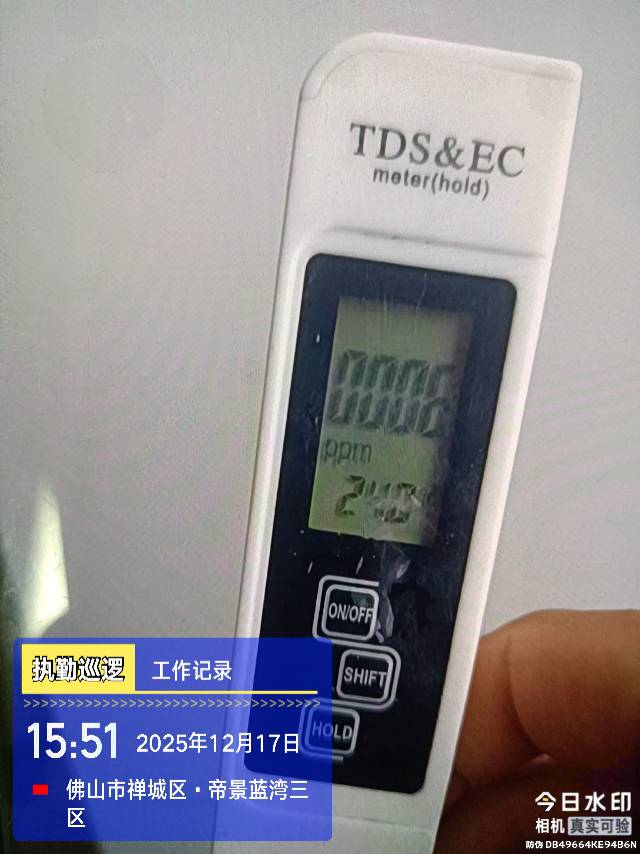 TDS&EC
meter(hold)
ppm
24.0
ON/OFF
SHIFT
HOLD
执勤巡逻 工作记录
>>>>>>>>>>>>>>>>>>>>>>>>>>>>>>>>>>>>>>>>
15:51 2025年12月17日
佛山市禅城区·帝景蓝湾三
区
今日水印
相机 真实可验
防伪 DB49664KE94B6N